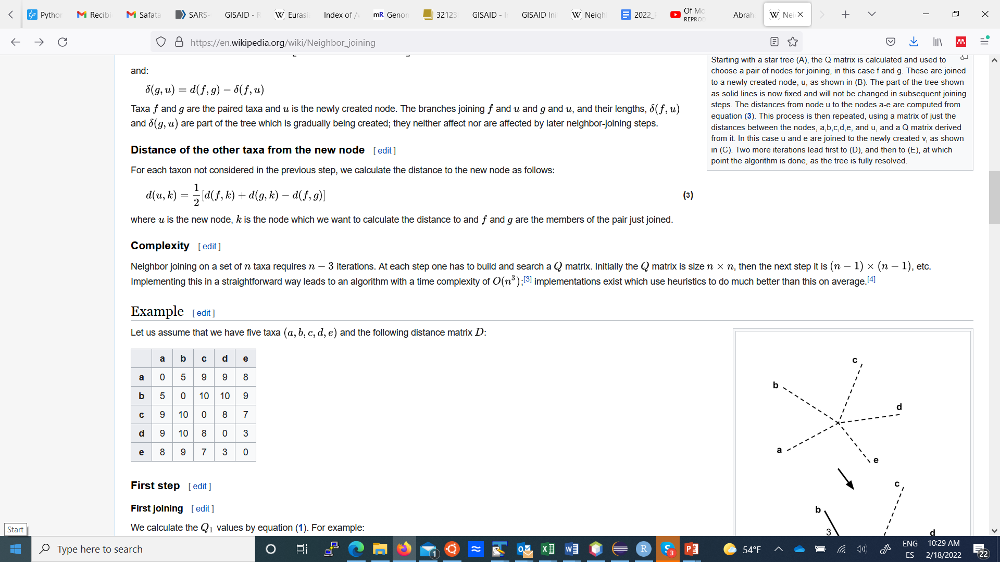 Python
Recibi
Safata
SARS-
GISAID - R
Eurasi
Index of /v
mR Genon
32123
GISAID - I
GISAID Ini
W Neigh
2022_
Of Mo
REPROD
Abrah
W Nei
https://en.wikipedia.org/wiki/Neighbor_joining
and:
δ(g, u) = d(f, g) − δ(f, u)
Taxa f and g are the paired taxa and u is the newly created node. The branches joining f and u and g and u, and their lengths, δ(f, u)
and δ(g, u) are part of the tree which is gradually being created; they neither affect nor are affected by later neighbor-joining steps.
Distance of the other taxa from the new node [ edit ]
For each taxon not considered in the previous step, we calculate the distance to the new node as follows:
d(u, k) = 1/2 [d(f, k) + d(g, k) − d(f, g)] (3)
where u is the new node, k is the node which we want to calculate the distance to and f and g are the members of the pair just joined.
Complexity [ edit ]
Neighbor joining on a set of n taxa requires n − 3 iterations. At each step one has to build and search a Q matrix. Initially the Q matrix is size n × n, then the next step it is (n − 1) × (n − 1), etc.
Implementing this in a straightforward way leads to an algorithm with a time complexity of O(n³);[3] implementations exist which use heuristics to do much better than this on average.[4]
Example [ edit ]
Let us assume that we have five taxa (a, b, c, d, e) and the following distance matrix D:
a b c d e
a 0 5 9 9 8
b 5 0 10 10 9
c 9 10 0 8 7
d 9 10 8 0 3
e 8 9 7 3 0
First step [ edit ]
First joining [ edit ]
We calculate the Q₁ values by equation (1). For example:
Starting with a star tree (A), the Q matrix is calculated and used to
choose a pair of nodes for joining, in this case f and g. These are joined
to a newly created node, u, as shown in (B). The part of the tree shown
as solid lines is now fixed and will not be changed in subsequent joining
steps. The distances from node u to the nodes a-e are computed from
equation (3). This process is then repeated, using a matrix of just the
distances between the nodes, a,b,c,d,e, and u, and a Q matrix derived
from it. In this case u and e are joined to the newly created v, as shown
in (C). Two more iterations lead first to (D), and then to (E), at which
point the algorithm is done, as the tree is fully resolved.
c
b
d
a
e
c
b
3
d
Start
Type here to search
1
3
54°F
ENG
ES
10:29 AM
2/18/2022
22